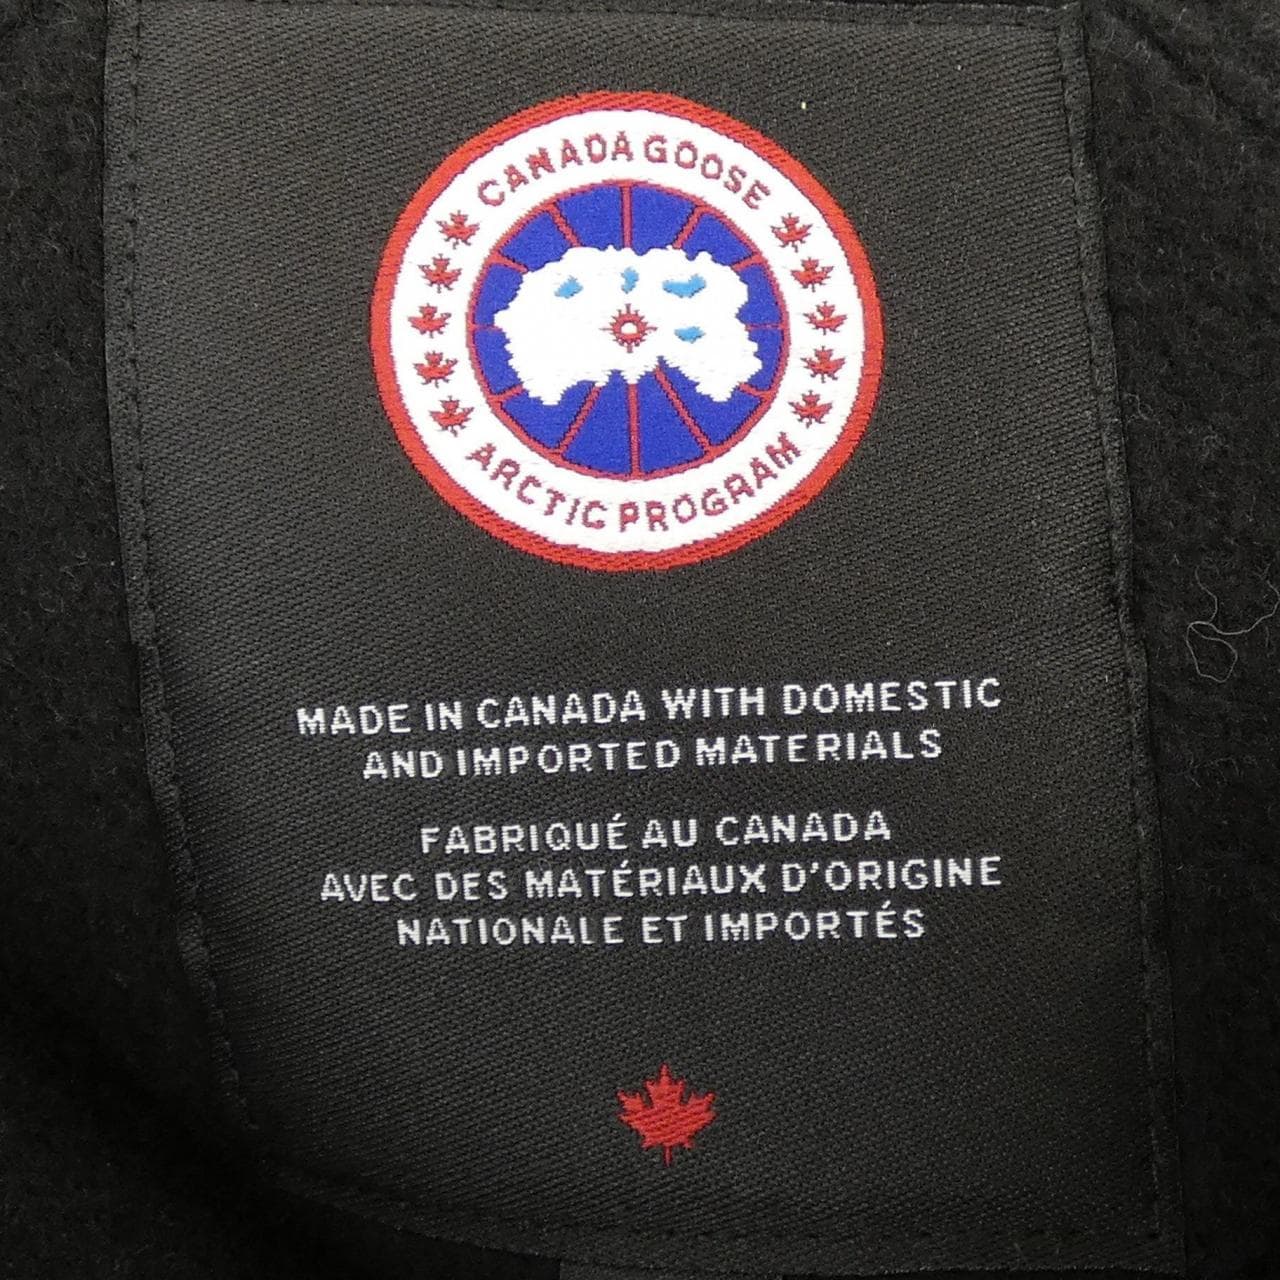 CANADA GOOSE
ARCTIC PROGRAM
MADE IN CANADA WITH DOMESTIC
AND IMPORTED MATERIALS
FABRIQUÉ AU CANADA
AVEC DES MATÉRIAUX D'ORIGINE
NATIONALE ET IMPORTÉS